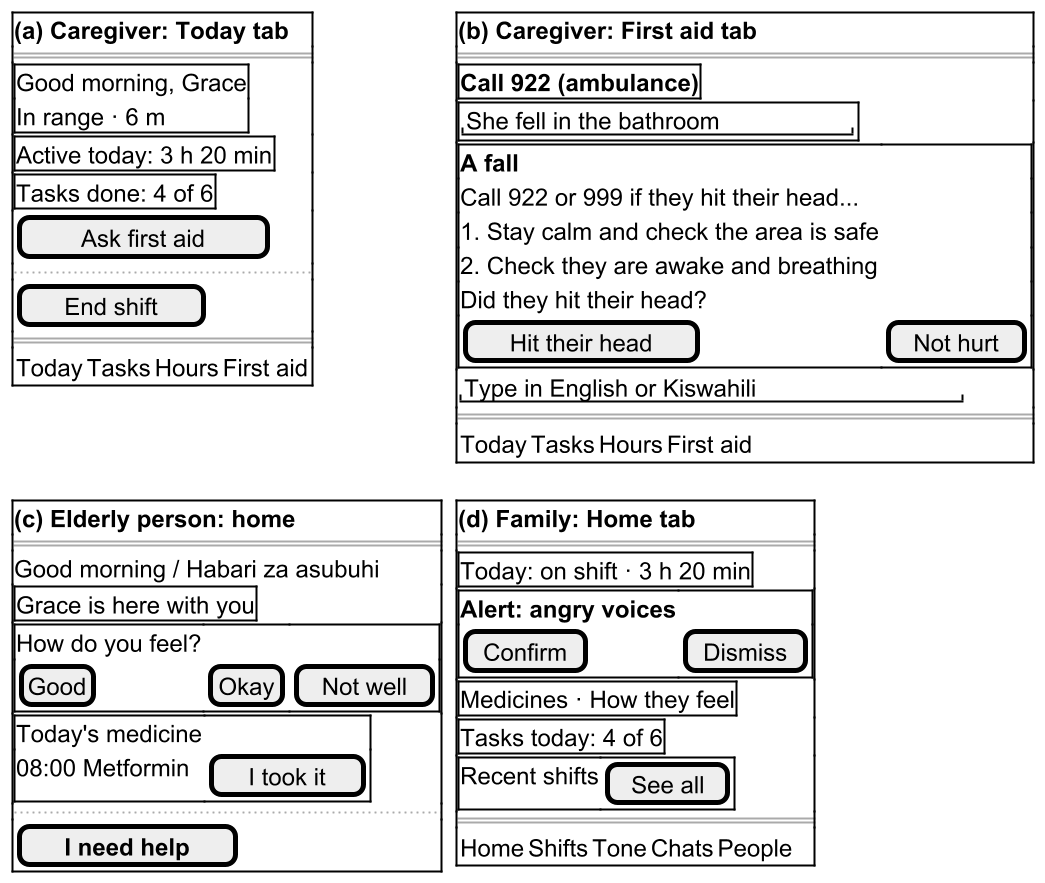 (a) Caregiver: Today tab
Good morning, Grace
In range · 6 m
Active today: 3 h 20 min
Tasks done: 4 of 6
Ask first aid
End shift
Today Tasks Hours First aid
(b) Caregiver: First aid tab
Call 922 (ambulance)
She fell in the bathroom
A fall
Call 922 or 999 if they hit their head...
1. Stay calm and check the area is safe
2. Check they are awake and breathing
Did they hit their head?
Hit their head Not hurt
Type in English or Kiswahili
Today Tasks Hours First aid
(c) Elderly person: home
Good morning / Habari za asubuhi
Grace is here with you
How do you feel?
Good Okay Not well
Today's medicine
08:00 Metformin I took it
I need help
(d) Family: Home tab
Today: on shift · 3 h 20 min
Alert: angry voices
Confirm Dismiss
Medicines · How they feel
Tasks today: 4 of 6
Recent shifts See all
Home Shifts Tone Chats People